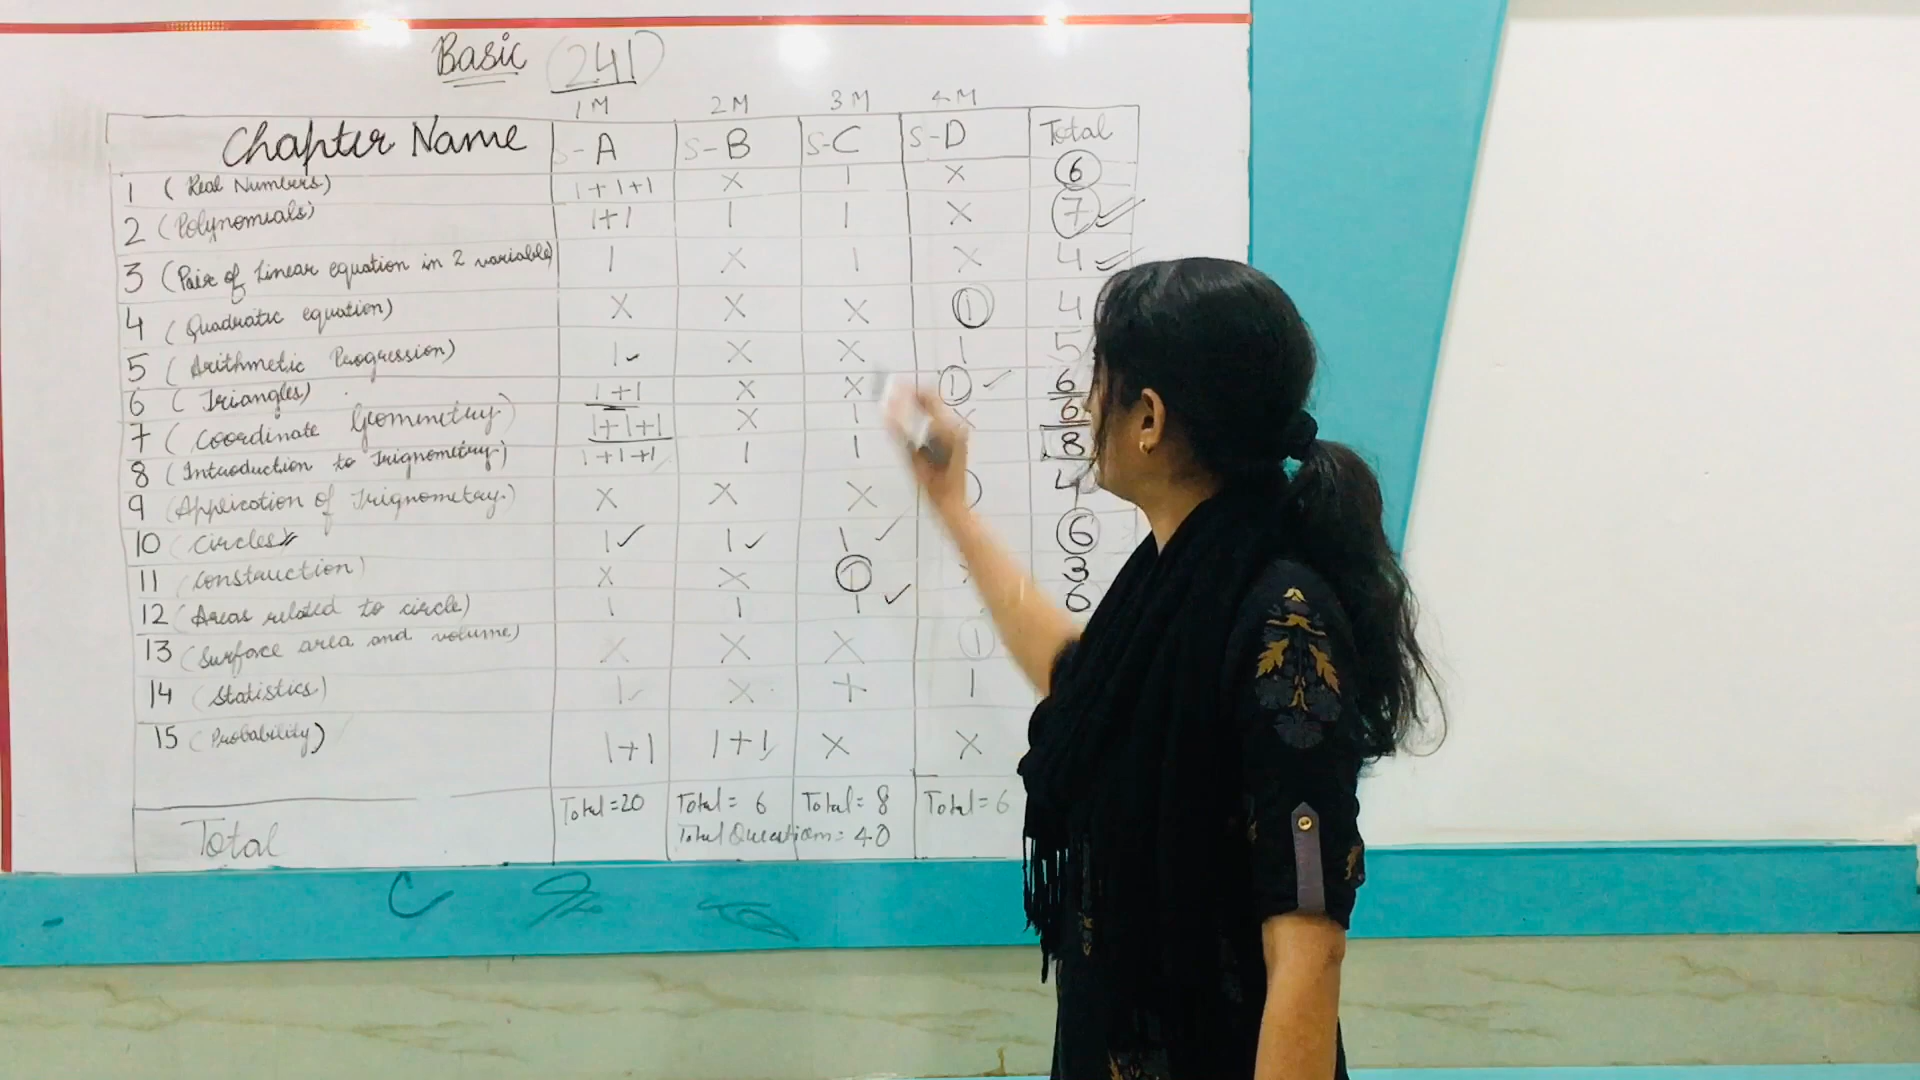 Basic (241)
1M 2M 3M 4M
Chapter Name S-A S-B S-C S-D Total
1 (Real Numbers) 1+1+1 X 1 X 6
2 (Polynomials) 1+1 1 1 X 7
3 (Pair of Linear equation in 2 variable) 1 X 1 X 4
4 (Quadratic equation) X X X 1 4
5 (Arithmetic Progression) 1 X X 1 5
6 (Triangles) 1+1 X X 1 6
7 (Coordinate Geommetry) 1+1+1 X 1 X 6
8 (Introduction to Trignometry) 1+1+1 1 1 8
9 (Application of Trignometry) X X X 4
10 (Circles) 1 1 1 6
11 (Construction) X X 1 X 3
12 (Areas related to circle) 1 1 1 6
13 (Surface area and volume) X X X 1
14 (Statistics) 1 X X 1
15 (Probability) 1+1 1+1 X X
Total Total=20 Total= 6 Total= 8 Total=6
Total Questions= 40